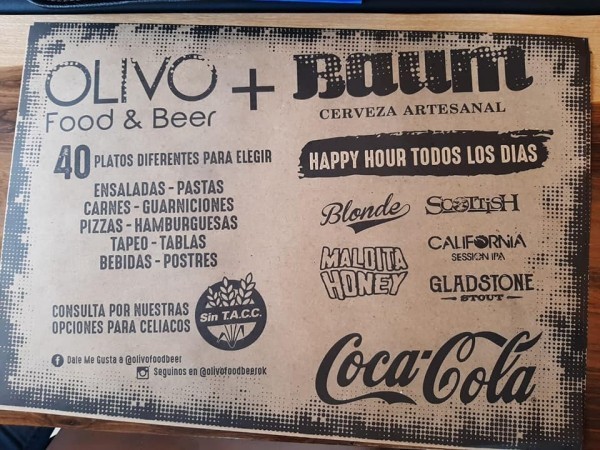 OLIVO
Food & Beer
+
Baum
CERVEZA ARTESANAL
40 PLATOS DIFERENTES PARA ELEGIR
ENSALADAS - PASTAS
CARNES - GUARNICIONES
PIZZAS - HAMBURGUESAS
TAPEO - TABLAS
BEBIDAS - POSTRES
CONSULTA POR NUESTRAS
OPCIONES PARA CELIACOS
Sin T.A.C.C.
Dale Me Gusta a @olivofoodbeer
Seguinos en @olivofoodbeerok
HAPPY HOUR TODOS LOS DIAS
Blonde
SCOTTISH
MALDITA
HONEY
CALIFORNIA
SESSION IPA
GLADSTONE
STOUT
Coca-Cola